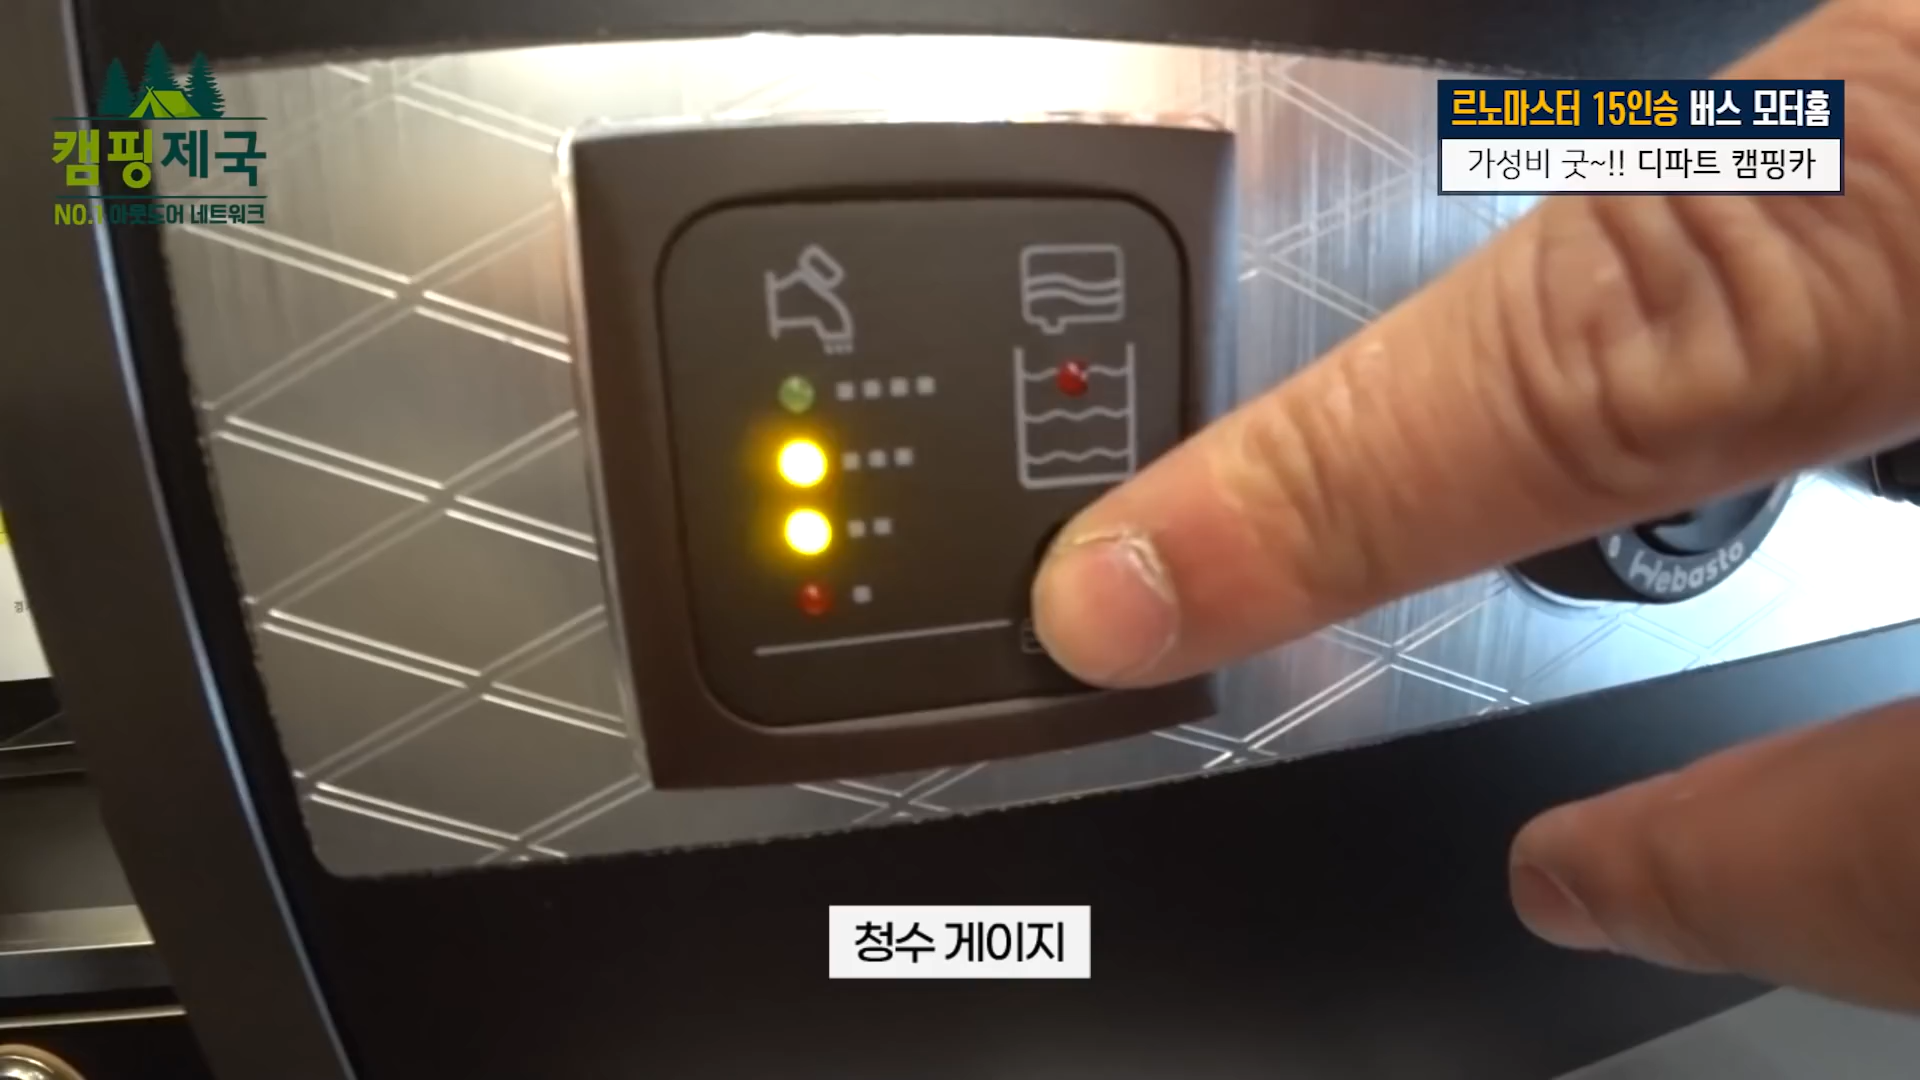 캠핑제국
NO.1 아웃도어 네트워크
르노마스터 15인승 버스 모터홈
가성비 굿~!! 디파트 캠핑카
Webasto
청수 게이지